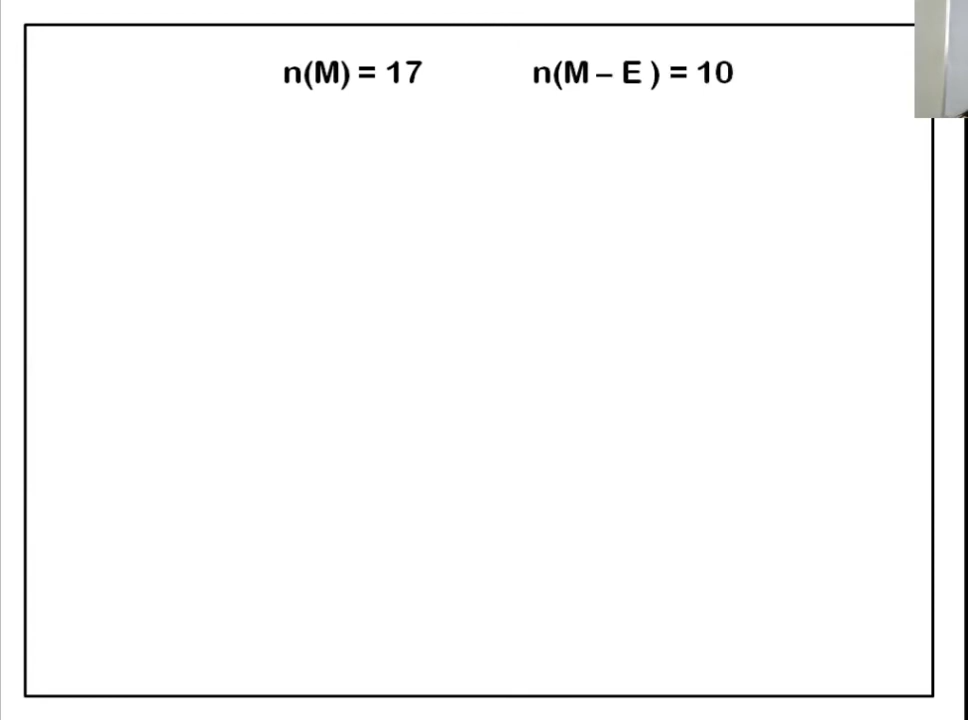 n(M) = 17 n(M – E ) = 10